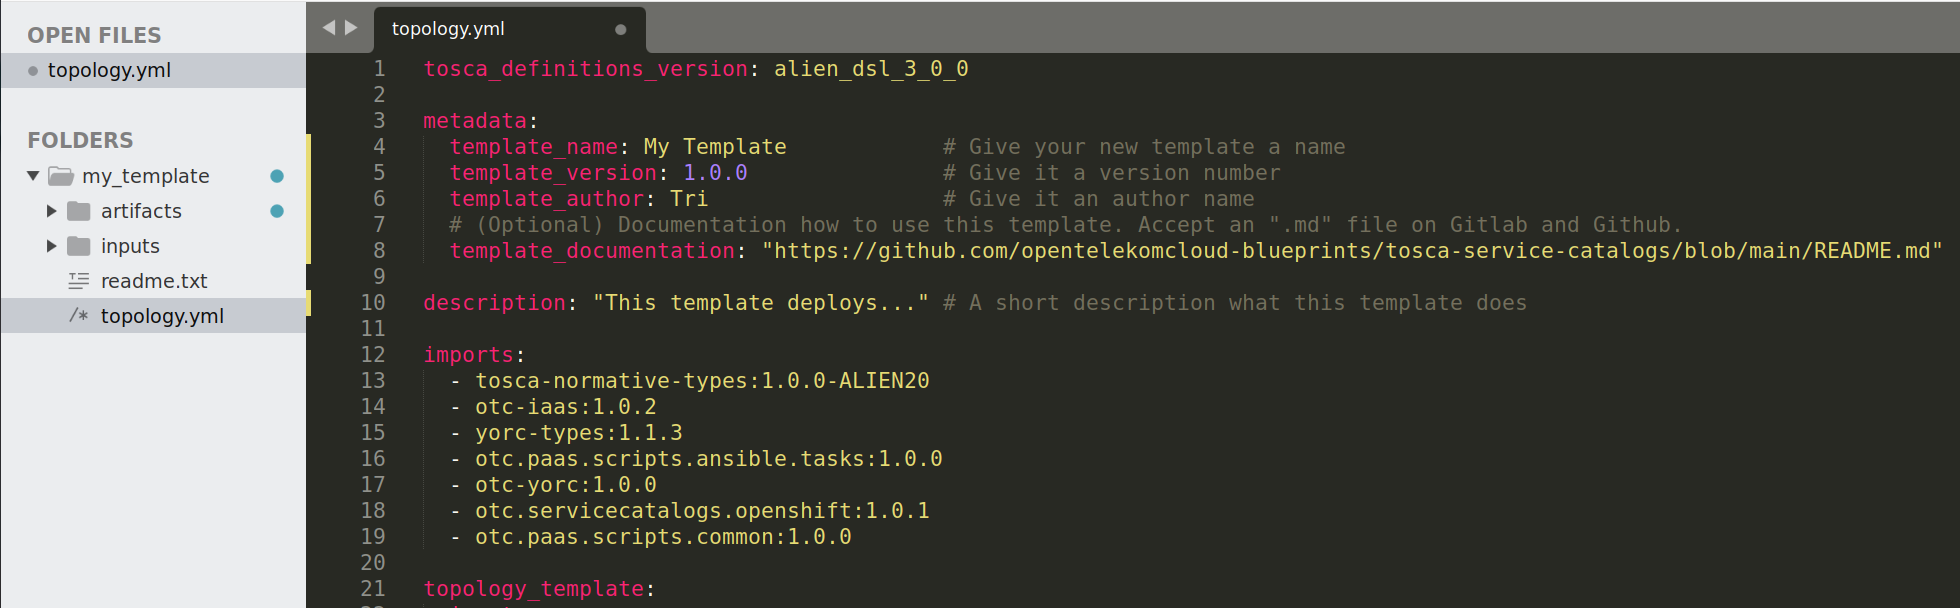 OPEN FILES
topology.yml
FOLDERS
my_template
artifacts
inputs
readme.txt
/* topology.yml
topology.yml
1 tosca_definitions_version: alien_dsl_3_0_0
2
3 metadata:
4   template_name: My Template            # Give your new template a name
5   template_version: 1.0.0               # Give it a version number
6   template_author: Tri                  # Give it an author name
7   # (Optional) Documentation how to use this template. Accept an ".md" file on Gitlab and Github.
8   template_documentation: "https://github.com/opentelekomcloud-blueprints/tosca-service-catalogs/blob/main/README.md"
9
10 description: "This template deploys..." # A short description what this template does
11
12 imports:
13   - tosca-normative-types:1.0.0-ALIEN20
14   - otc-iaas:1.0.2
15   - yorc-types:1.1.3
16   - otc.paas.scripts.ansible.tasks:1.0.0
17   - otc-yorc:1.0.0
18   - otc.servicecatalogs.openshift:1.0.1
19   - otc.paas.scripts.common:1.0.0
20
21 topology_template: